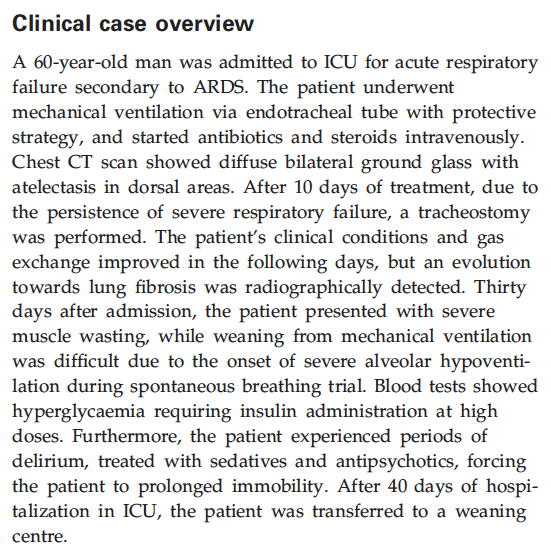 Clinical case overview
A 60-year-old man was admitted to ICU for acute respiratory
failure secondary to ARDS. The patient underwent
mechanical ventilation via endotracheal tube with protective
strategy, and started antibiotics and steroids intravenously.
Chest CT scan showed diffuse bilateral ground glass with
atelectasis in dorsal areas. After 10 days of treatment, due to
the persistence of severe respiratory failure, a tracheostomy
was performed. The patient’s clinical conditions and gas
exchange improved in the following days, but an evolution
towards lung fibrosis was radiographically detected. Thirty
days after admission, the patient presented with severe
muscle wasting, while weaning from mechanical ventilation
was difficult due to the onset of severe alveolar hypoventi-
lation during spontaneous breathing trial. Blood tests showed
hyperglycaemia requiring insulin administration at high
doses. Furthermore, the patient experienced periods of
delirium, treated with sedatives and antipsychotics, forcing
the patient to prolonged immobility. After 40 days of hospi-
talization in ICU, the patient was transferred to a weaning
centre.